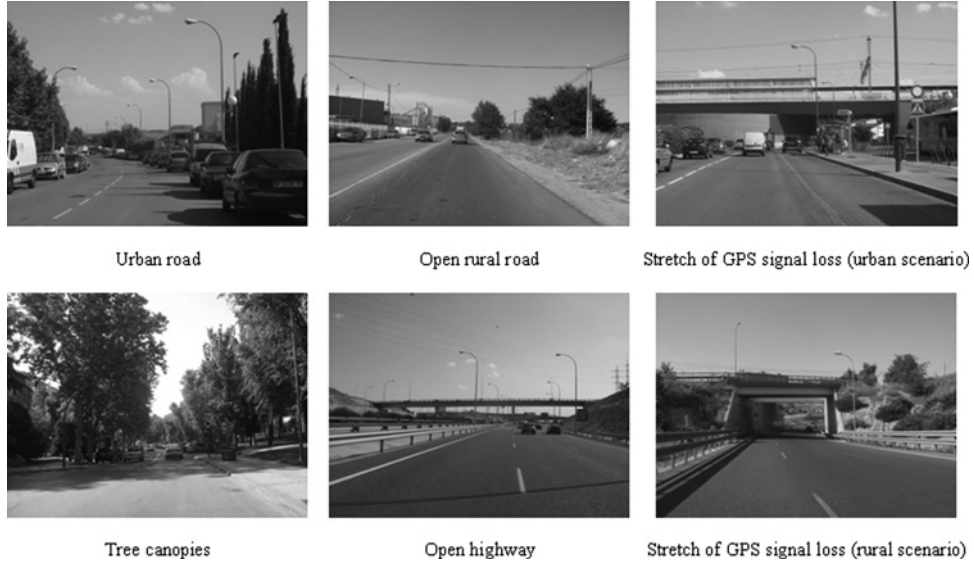 Urban road
Open rural road
Stretch of GPS signal loss (urban scenario)
Tree canopies
Open highway
Stretch of GPS signal loss (rural scenario)